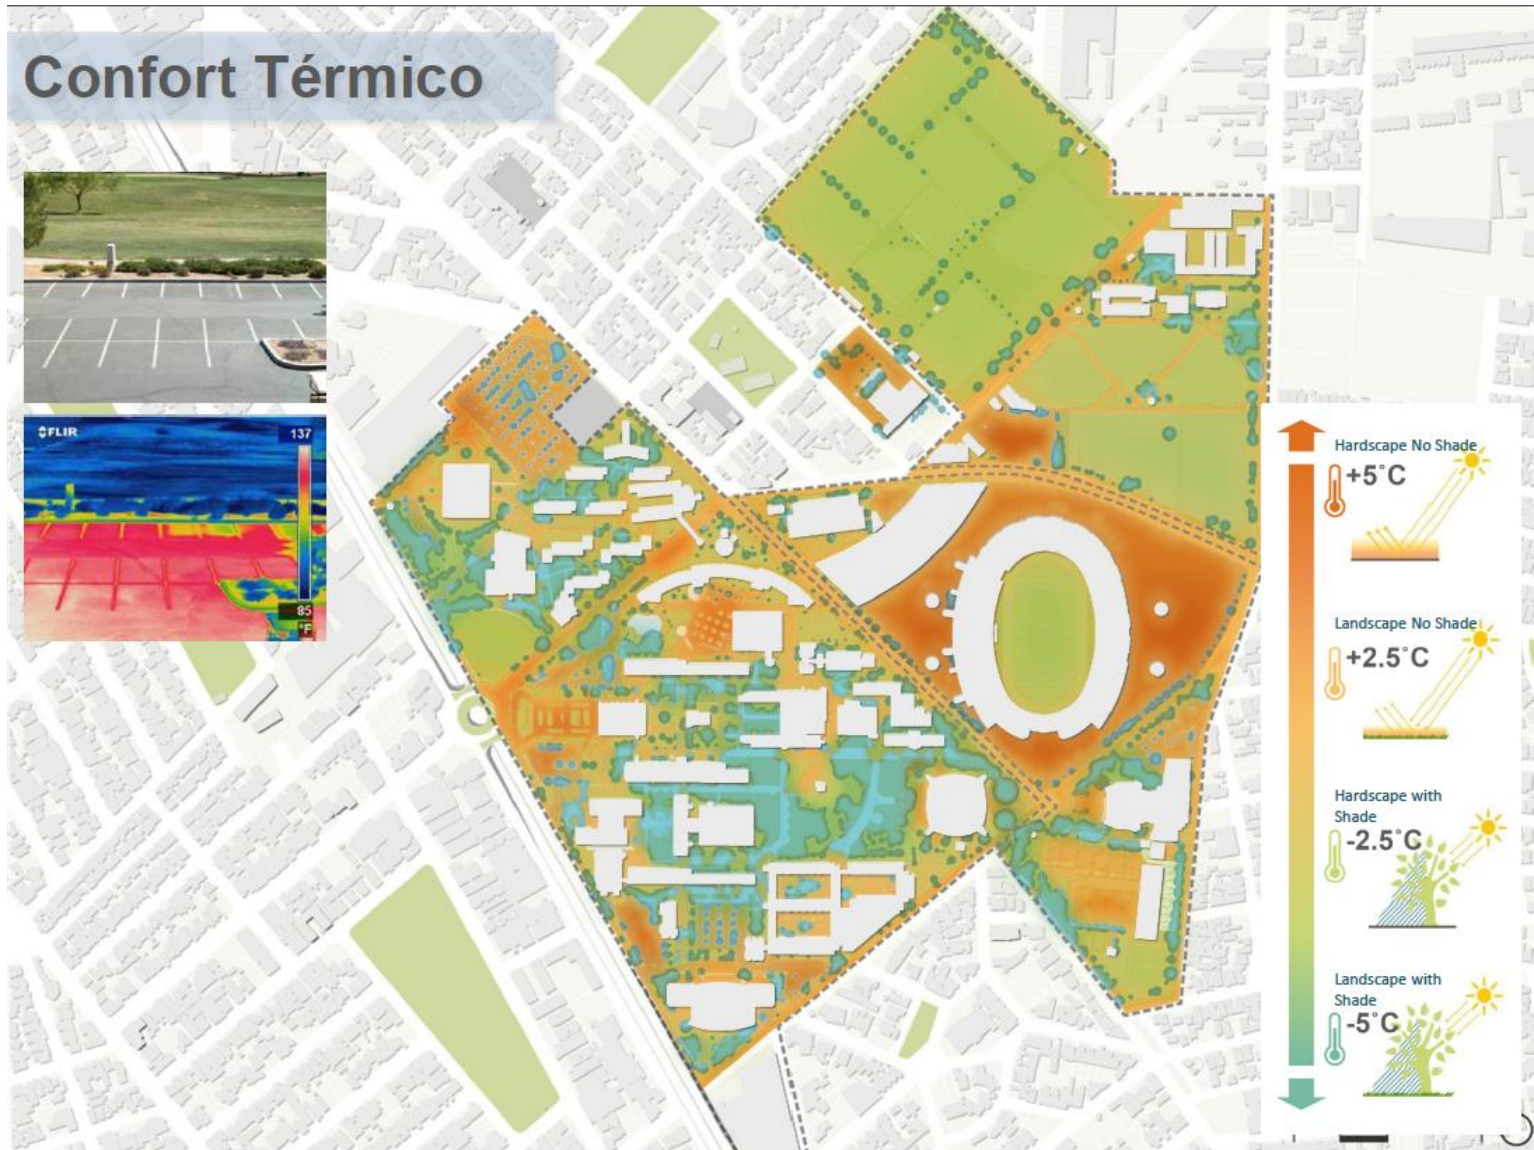 Confort Térmico
FLIR
137
85
°F
Hardscape No Shade
+5°C
Landscape No Shade
+2.5°C
Hardscape with
Shade
-2.5°C
Landscape with
Shade
-5°C